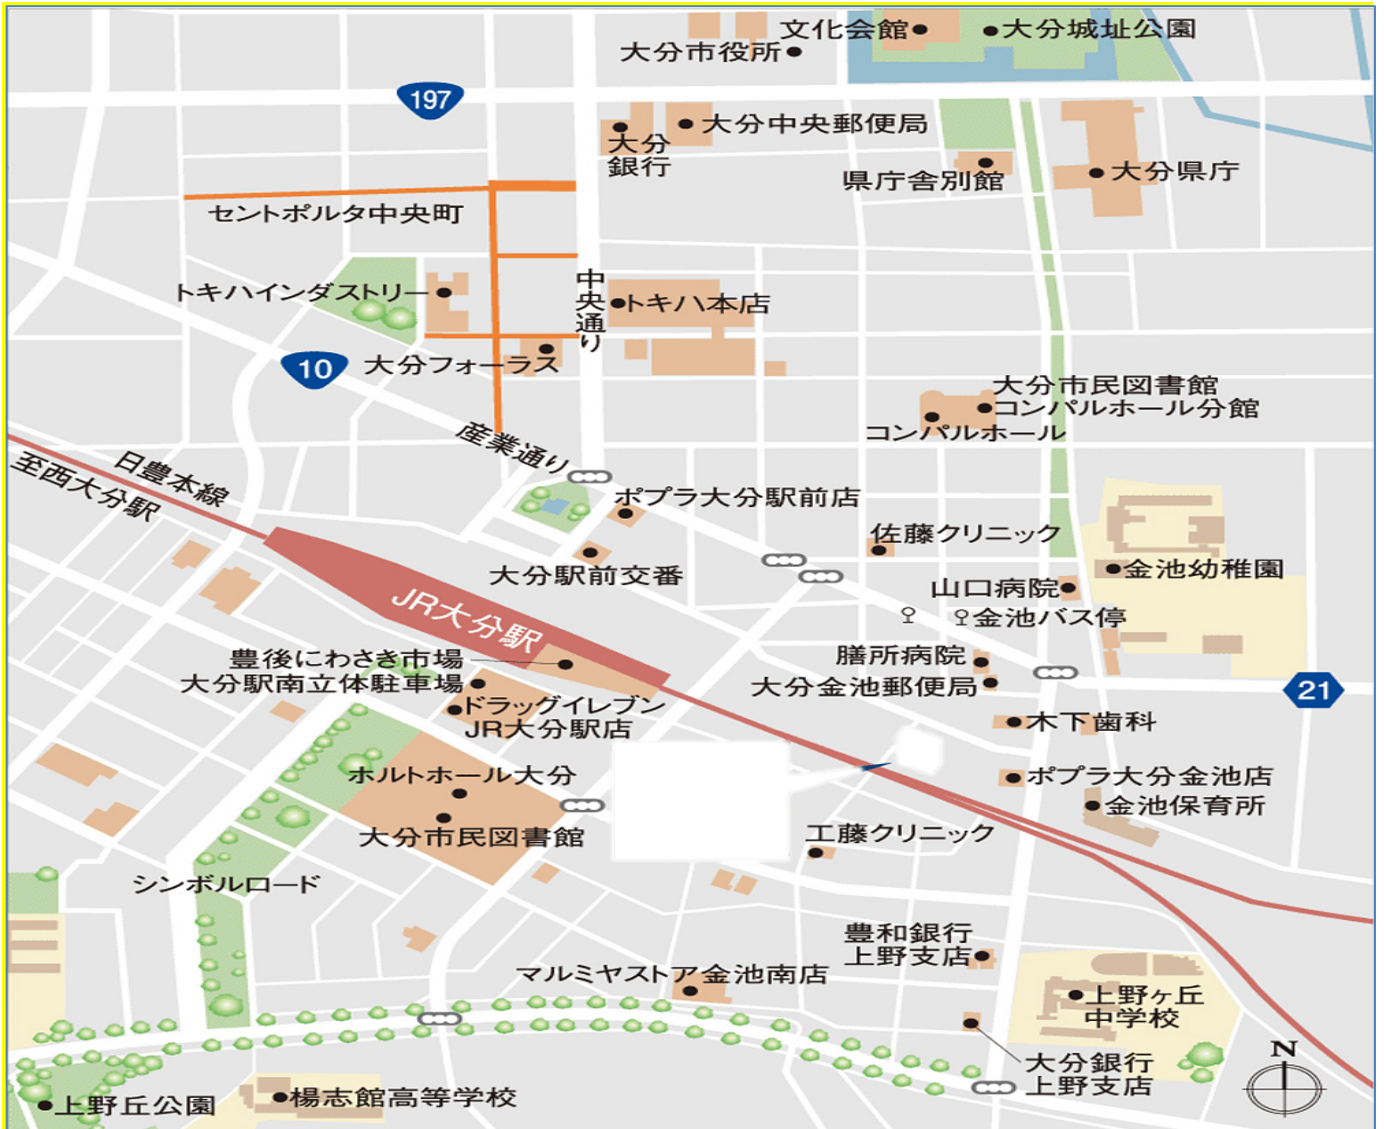 文化会館
大分城址公園
大分市役所
197
大分中央郵便局
大分
銀行
県庁舎別館
大分県庁
セントポルタ中央町
トキハインダストリー
中央通り
トキハ本店
10
大分フォーラス
大分市民図書館
コンパルホール分館
コンパルホール
産業通り
日豊本線
至西大分駅
ポプラ大分駅前店
佐藤クリニック
大分駅前交番
金池幼稚園
山口病院
金池バス停
JR大分駅
豊後にわさき市場
大分駅南立体駐車場
膳所病院
大分金池郵便局
21
ドラッグイレブン
JR大分駅店
木下歯科
ホルトホール大分
ポプラ大分金池店
金池保育所
大分市民図書館
工藤クリニック
シンボルロード
豊和銀行
上野支店
マルミヤストア金池南店
上野ヶ丘
中学校
N
大分銀行
上野支店
楊志館高等学校
上野丘公園